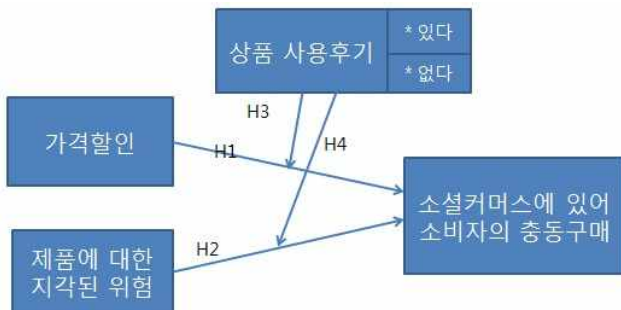 상품 사용후기
* 있다
* 없다
H3
H4
가격할인
H1
소셜커머스에 있어
소비자의 충동구매
제품에 대한
지각된 위험
H2